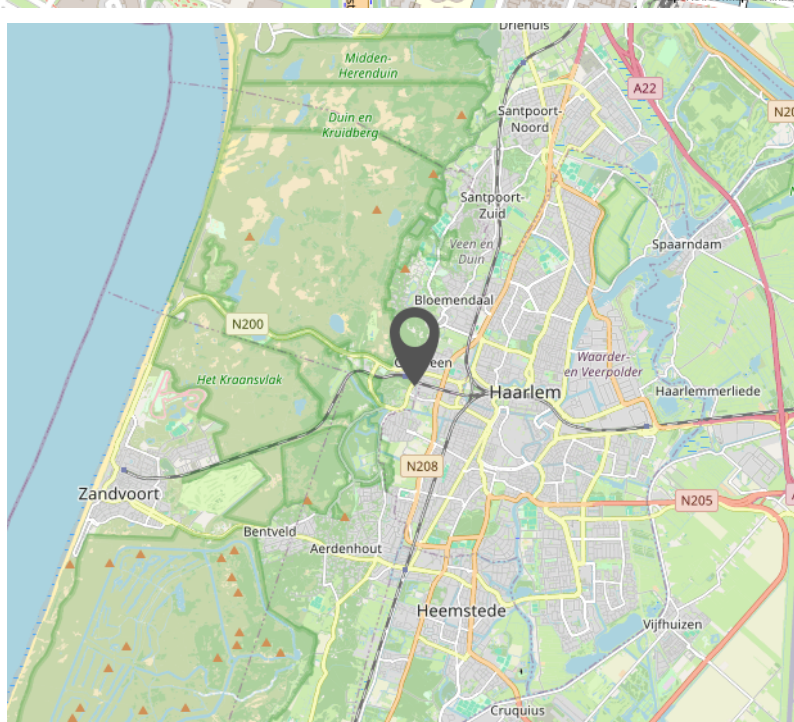 Driehuis
Midden-
Herenduin
A22
Santpoort-
Noord
Duin en
Kruidberg
Santpoort-
Zuid
Veen en
Duin
Spaarndam
Bloemendaal
N200
Waarder-
en Veerpolder
Het Kraansvlak
Haarlem
Haarlemmerliede
N208
Zandvoort
N205
Bentveld
Aerdenhout
Heemstede
Vijfhuizen
Cruquius